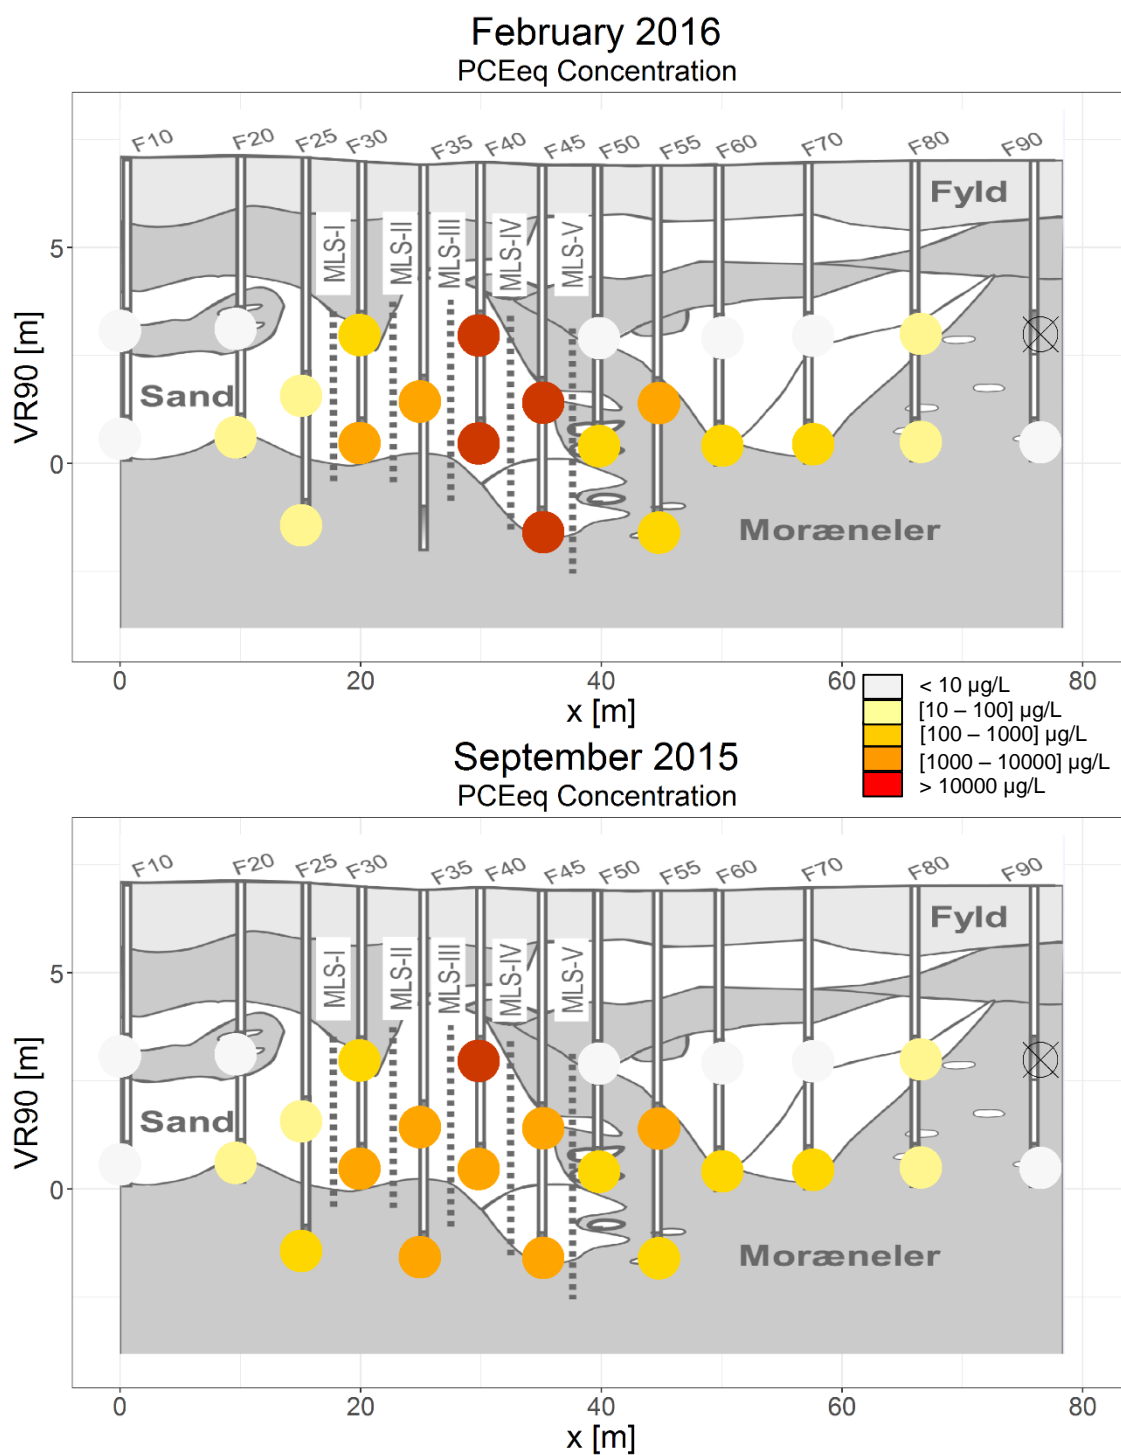 February 2016
PCEeq Concentration
F10 F20 F25 F30 F35 F40 F45 F50 F55 F60 F70 F80 F90
Fyld
MLS-I MLS-II MLS-III MLS-IV MLS-V
5
Sand
0
Moræneler
VR90 [m]
0 20 40 60 80
x [m]
< 10 µg/L
[10 – 100] µg/L
[100 – 1000] µg/L
[1000 – 10000] µg/L
> 10000 µg/L
September 2015
PCEeq Concentration
F10 F20 F25 F30 F35 F40 F45 F50 F55 F60 F70 F80 F90
Fyld
MLS-I MLS-II MLS-III MLS-IV MLS-V
5
Sand
0
Moræneler
VR90 [m]
0 20 40 60 80
x [m]